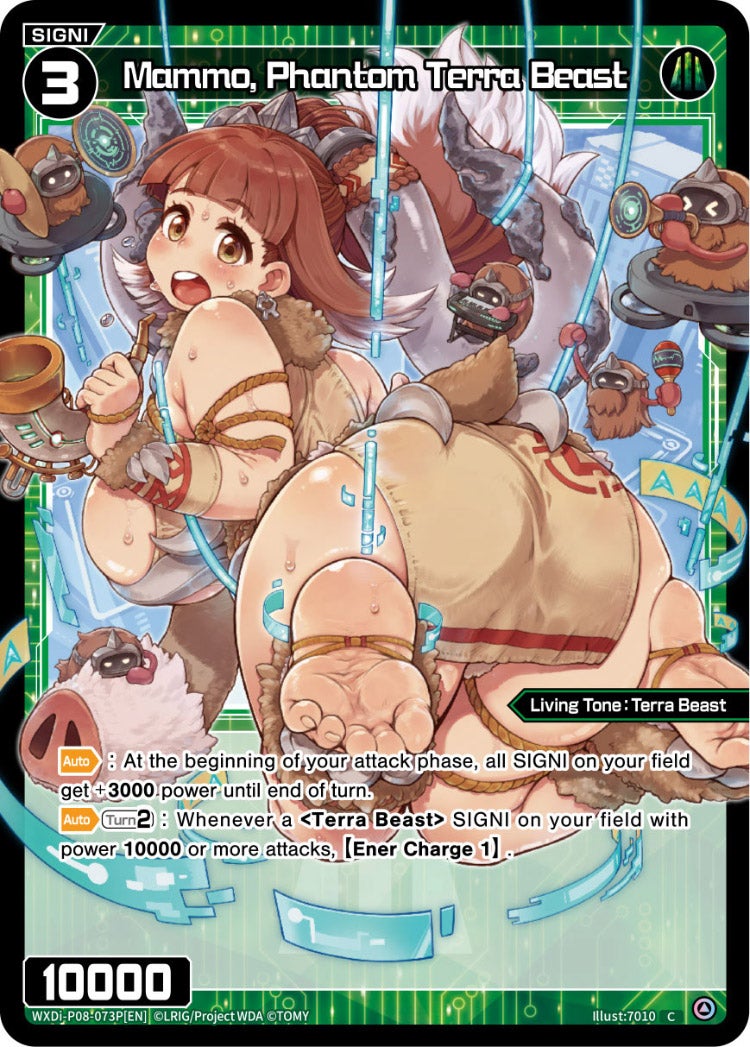 SIGNI
3
Mammo, Phantom Terra Beast
Living Tone : Terra Beast
Auto : At the beginning of your attack phase, all SIGNI on your field
get +3000 power until end of turn.
Auto Turn 2 : Whenever a <Terra Beast> SIGNI on your field with
power 10000 or more attacks, 【Ener Charge 1】.
10000
WXDi-P08-073P[EN] ©LRIG/Project WDA ©TOMY
Illust:7010 C